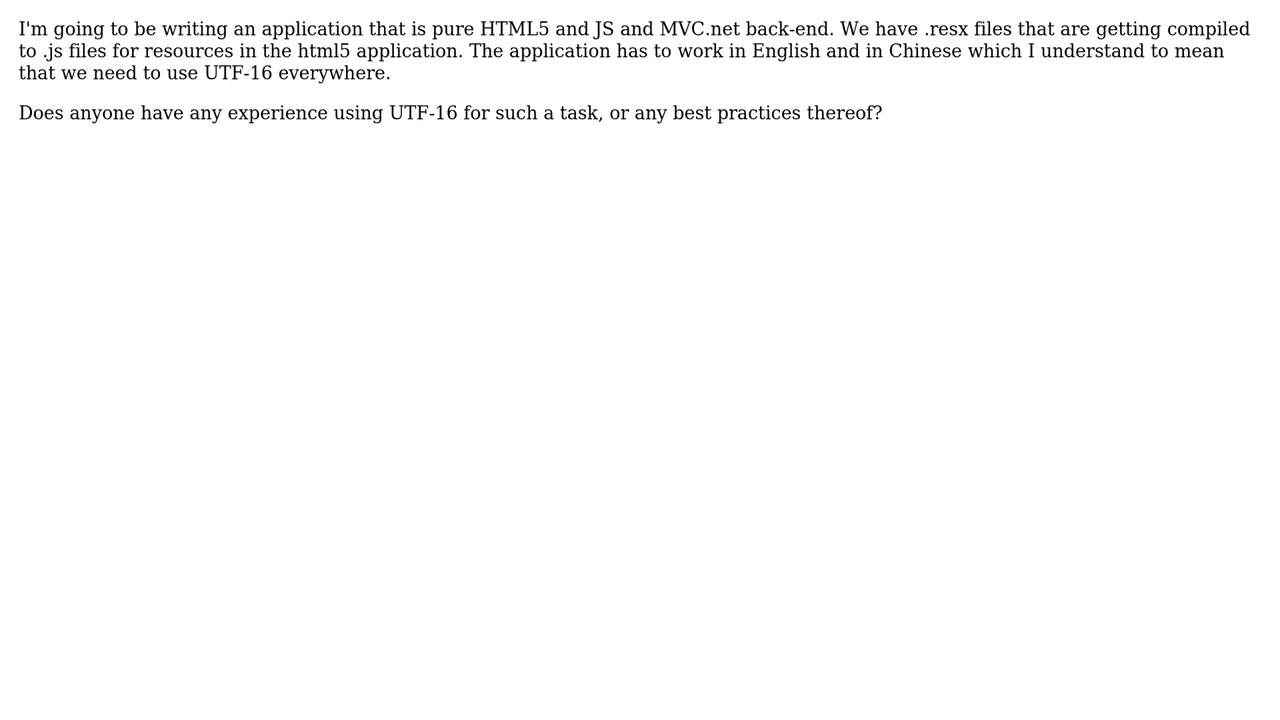 I'm going to be writing an application that is pure HTML5 and JS and MVC.net back-end. We have .resx files that are getting compiled
to .js files for resources in the html5 application. The application has to work in English and in Chinese which I understand to mean
that we need to use UTF-16 everywhere.
Does anyone have any experience using UTF-16 for such a task, or any best practices thereof?